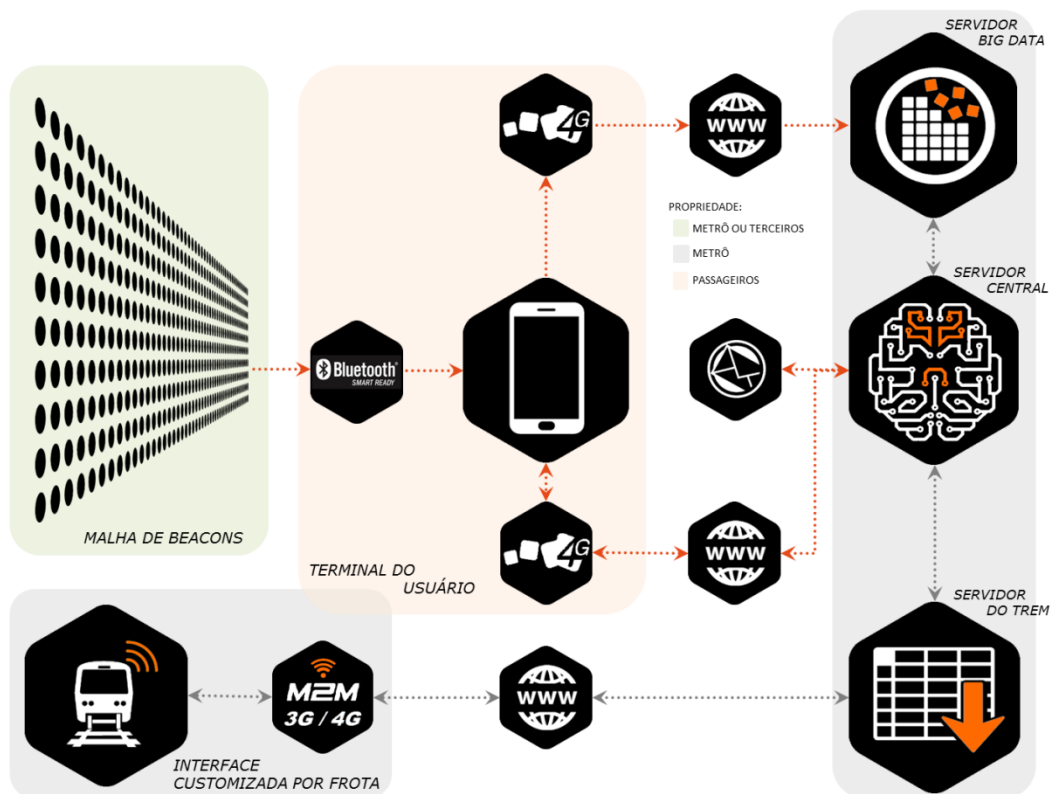 SERVIDOR
BIG DATA
4G
WWW
PROPRIEDADE:
METRÔ OU TERCEIROS
METRÔ
PASSAGEIROS
SERVIDOR
CENTRAL
Bluetooth
SMART READY
MALHA DE BEACONS
4G
WWW
TERMINAL DO
USUÁRIO
SERVIDOR
DO TREM
M2M
3G / 4G
WWW
INTERFACE
CUSTOMIZADA POR FROTA